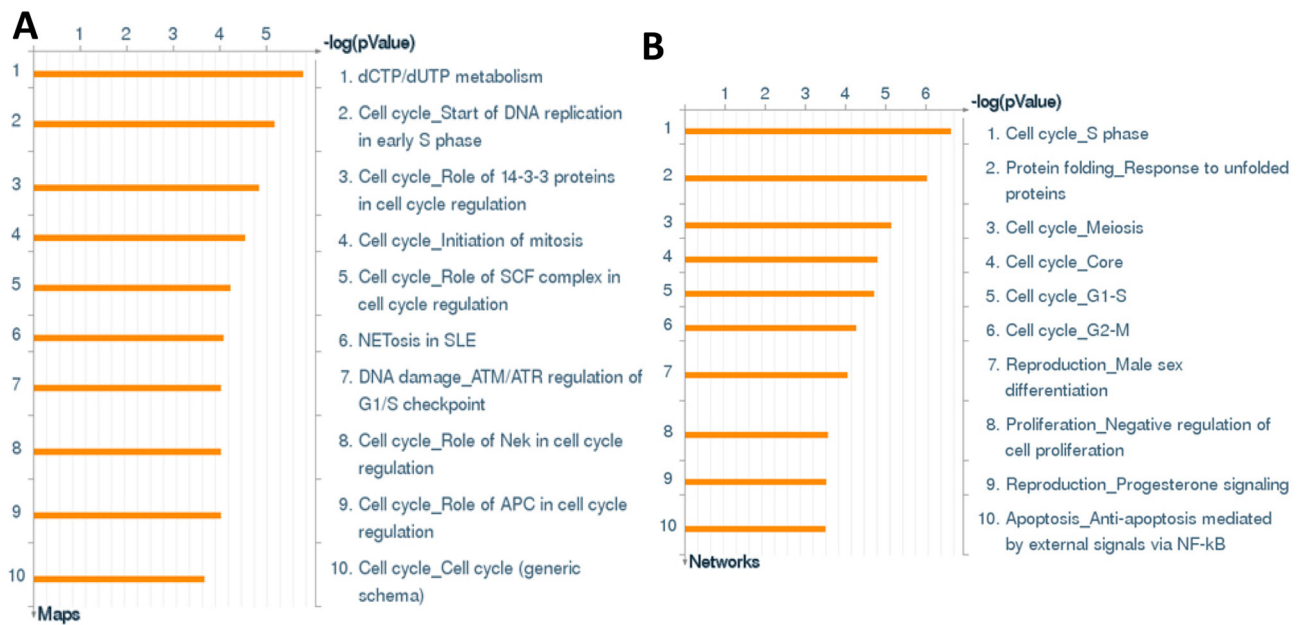 A
1 2 3 4 5
-log(pValue)
1
2
3
4
5
6
7
8
9
10
Maps
1. dCTP/dUTP metabolism
2. Cell cycle_Start of DNA replication
in early S phase
3. Cell cycle_Role of 14-3-3 proteins
in cell cycle regulation
4. Cell cycle_Initiation of mitosis
5. Cell cycle_Role of SCF complex in
cell cycle regulation
6. NETosis in SLE
7. DNA damage_ATM/ATR regulation of
G1/S checkpoint
8. Cell cycle_Role of Nek in cell cycle
regulation
9. Cell cycle_Role of APC in cell cycle
regulation
10. Cell cycle_Cell cycle (generic
schema)
B
1 2 3 4 5 6
-log(pValue)
1
2
3
4
5
6
7
8
9
10
Networks
1. Cell cycle_S phase
2. Protein folding_Response to unfolded
proteins
3. Cell cycle_Meiosis
4. Cell cycle_Core
5. Cell cycle_G1-S
6. Cell cycle_G2-M
7. Reproduction_Male sex
differentiation
8. Proliferation_Negative regulation of
cell proliferation
9. Reproduction_Progesterone signaling
10. Apoptosis_Anti-apoptosis mediated
by external signals via NF-kB